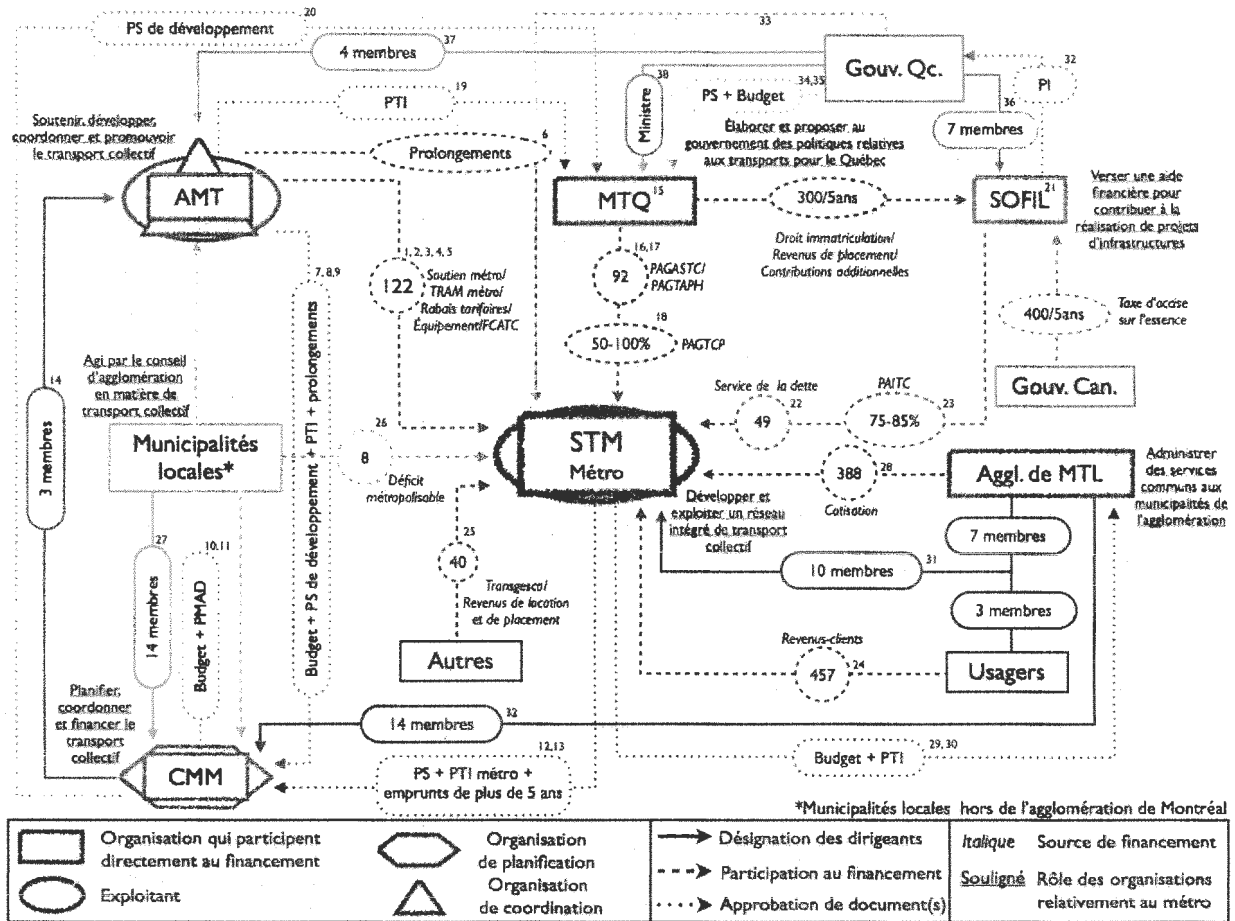 20
PS de développement
33
37
4 membres
Gouv. Qc.
32
PI
38
Ministre
34, 35
PS + Budget
36
7 membres
19
PTI
6
Prolongements
Soutenir, développer,
coordonner et promouvoir
le transport collectif
AMT
Élaborer et proposer au
gouvernement des politiques relatives
aux transports pour le Québec
MTQ 15
300/5ans
SOFIL 21
Verser une aide
financière pour
contribuer à la
réalisation de projets
d'infrastructures
Droit immatriculation/
Revenus de placement/
Contributions additionnelles
16,17
92
PAGASTC/
PAGTAPH
18
50-100%
PAGTCP
1, 2, 3, 4, 5
122
Soutien métro/
TRAM métro/
Rabais tarifaires/
Équipement/FCATC
7, 8, 9
Budget + PS de développement + PTI + prolongements
400/5ans
Taxe d'accise
sur l'essence
Gouv. Can.
14
3 membres
Agi par le conseil
d'agglomération
en matière de
transport collectif
Municipalités
locales*
26
8
Déficit
métropolisable
STM
Métro
Service de la dette
22
49
PAITC
75-85%
23
388
28
Cotisation
Aggl. de MTL
Administrer
des services
communs aux
municipalités de
l'agglomération
Développer et
exploiter un réseau
intégré de transport
collectif
7 membres
10 membres
31
3 membres
27
14 membres
10,11
Budget + PMAD
25
40
Transgesco/
Revenus de location
et de placement
Autres
Revenus-clients
457
24
Usagers
Planifier,
coordonner
et financer le
transport
collectif
CMM
14 membres
32
12,13
PS + PTI métro +
emprunts de plus de 5 ans
29, 30
Budget + PTI
*Municipalités locales hors de l'agglomération de Montréal
Organisation qui participent
directement au financement
Exploitant
Organisation
de planification
Organisation
de coordination
Désignation des dirigeants
Participation au financement
Approbation de document(s)
Italique Source de financement
Souligné Rôle des organisations
relativement au métro